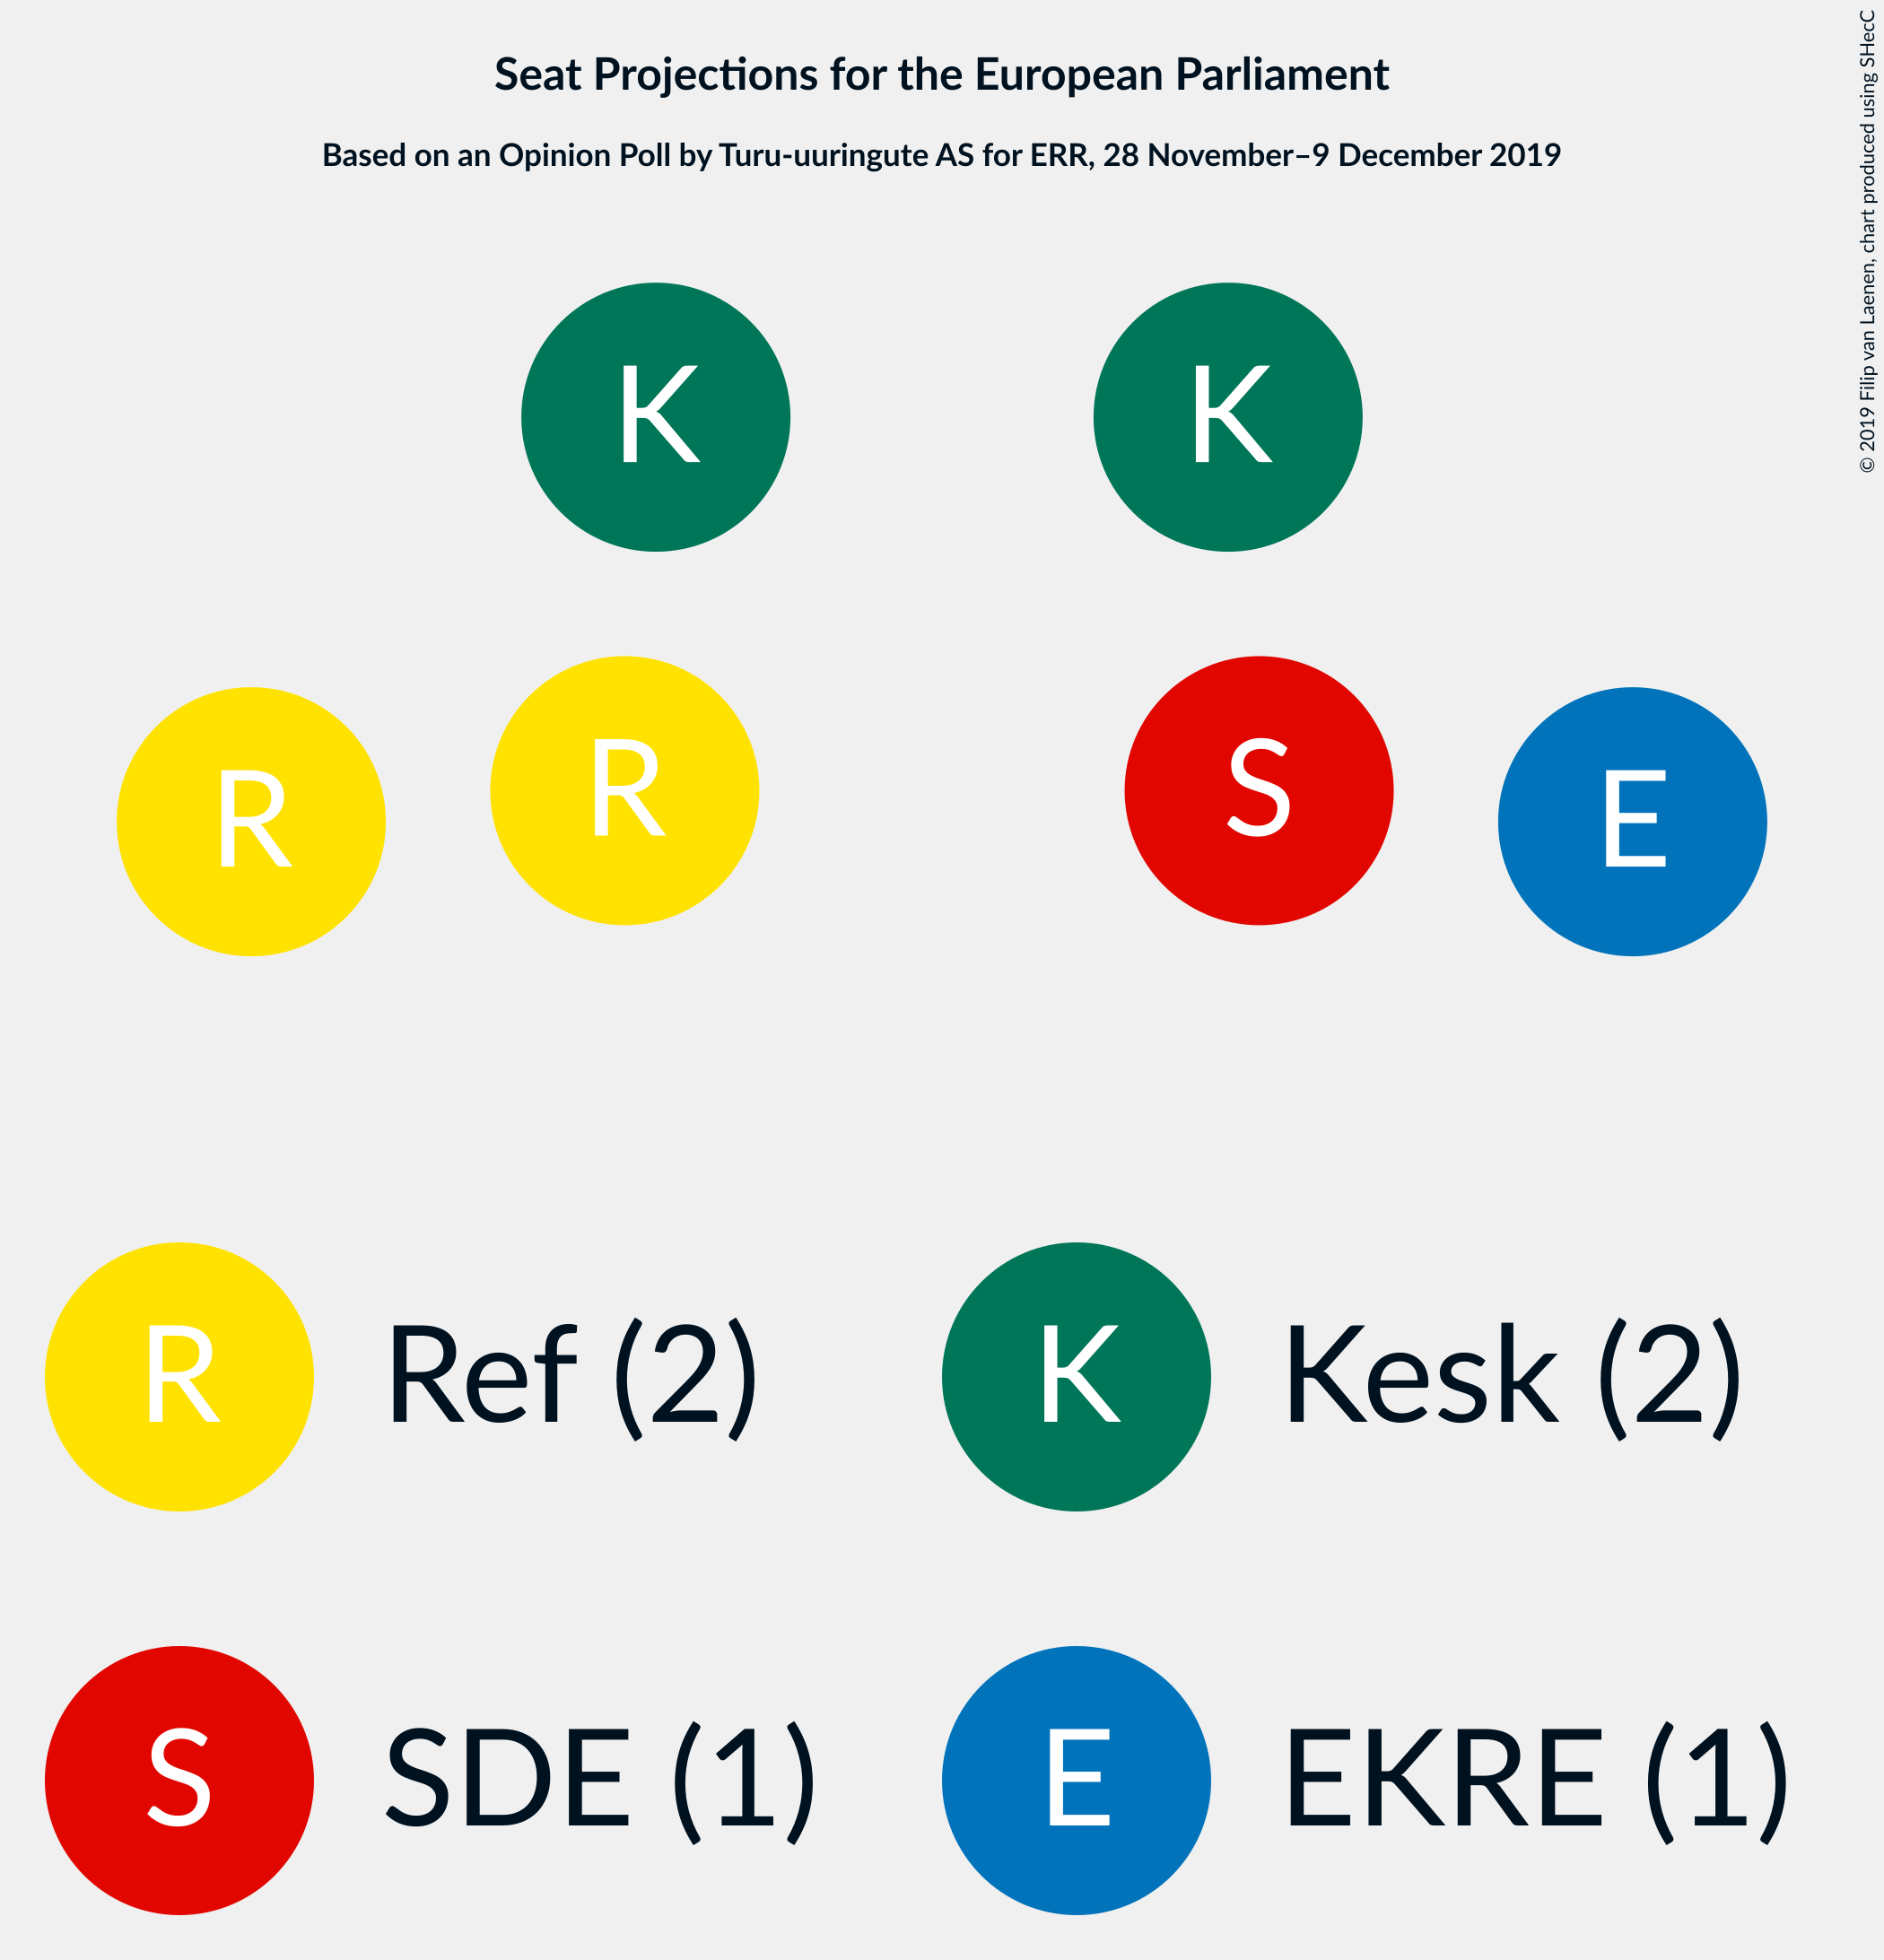 Seat Projections for the European Parliament
Based on an Opinion Poll by Turu-uuringute AS for ERR, 28 November–9 December 2019
© 2019 Filip van Laenen, chart produced using SHecC
K
K
R
R
S
E
R
Ref (2)
K
Kesk (2)
S
SDE (1)
E
EKRE (1)